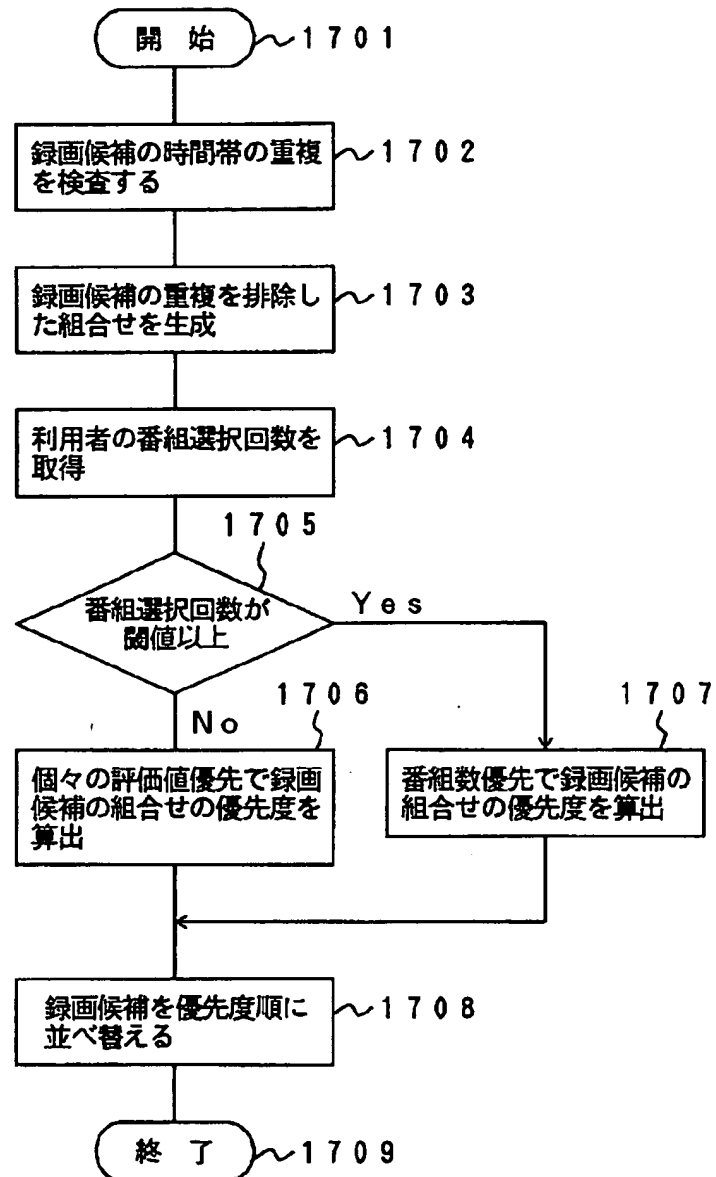 開 始
1701
録画候補の時間帯の重複
を検査する
1702
録画候補の重複を排除し
た組合せを生成
1703
利用者の番組選択回数を
取得
1704
1705
番組選択回数が
閾値以上
Yes
No
1706
個々の評価値優先で録画
候補の組合せの優先度を
算出
1707
番組数優先で録画候補の
組合せの優先度を算出
録画候補を優先度順に
並べ替える
1708
終 了
1709